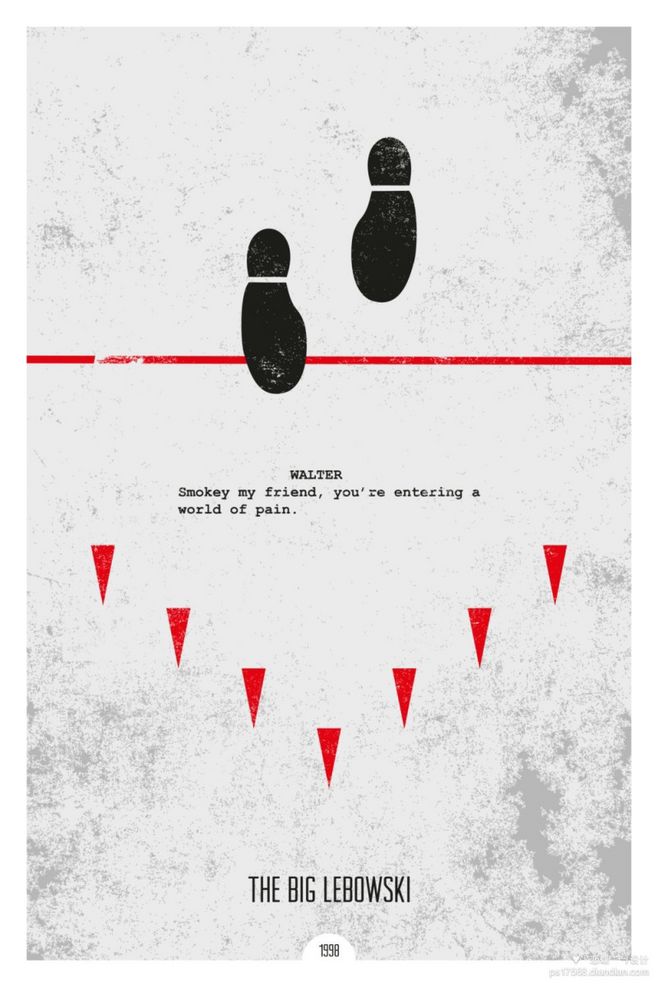 WALTER
Smokey my friend, you're entering a
world of pain.
THE BIG LEBOWSKI
1998